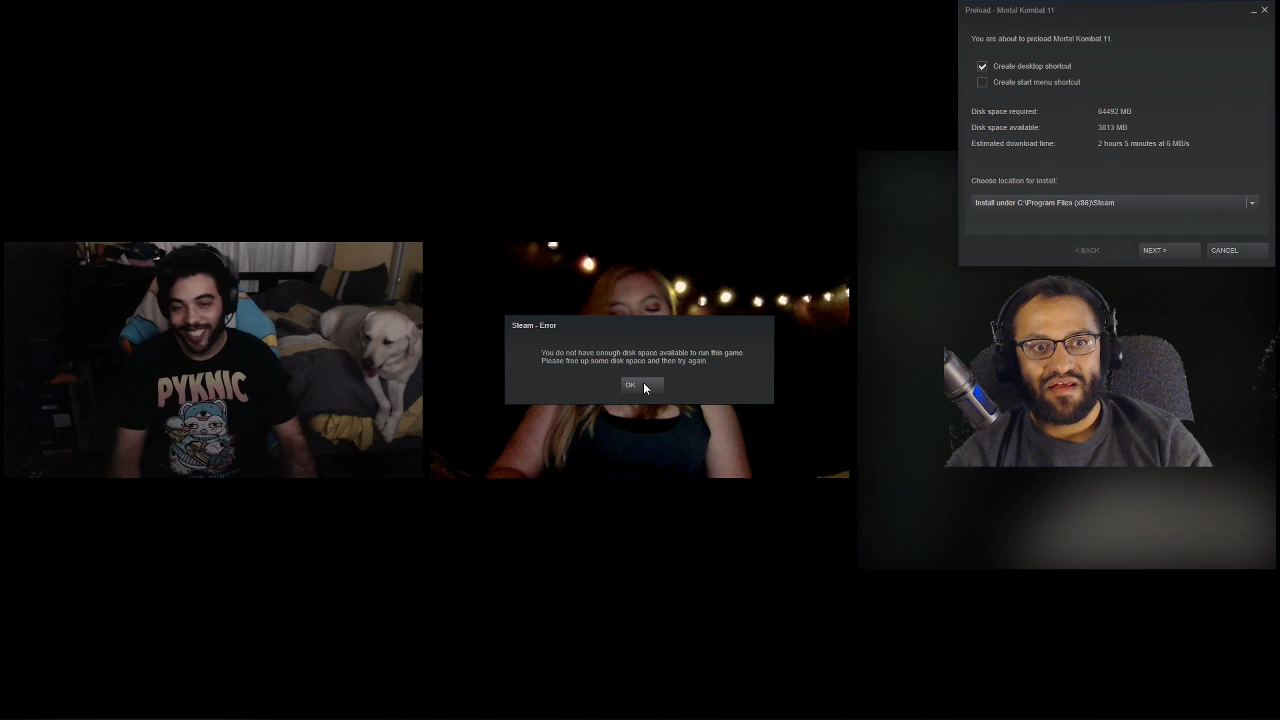 Preload - Mortal Kombat 11
You are about to preload Mortal Kombat 11.
Create desktop shortcut
Create start menu shortcut
Disk space required: 64492 MB
Disk space available: 3813 MB
Estimated download time: 2 hours 5 minutes at 6 MB/s
Choose location for install:
Install under C:\Program Files (x86)\Steam
< BACK NEXT > CANCEL
Steam - Error
You do not have enough disk space available to run this game.
Please free up some disk space and then try again.
OK
PYKNIC